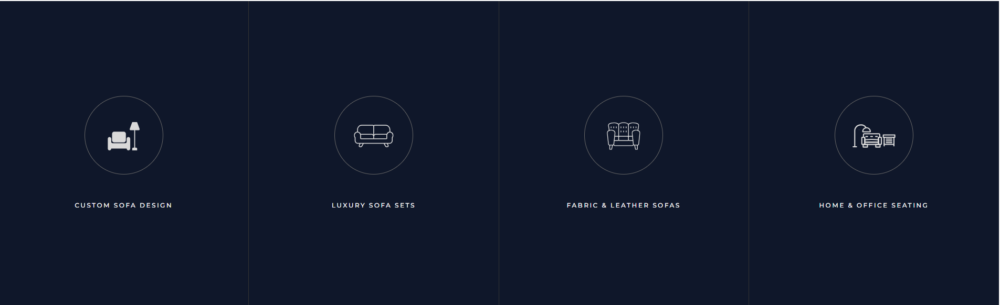 CUSTOM SOFA DESIGN
LUXURY SOFA SETS
FABRIC & LEATHER SOFAS
HOME & OFFICE SEATING